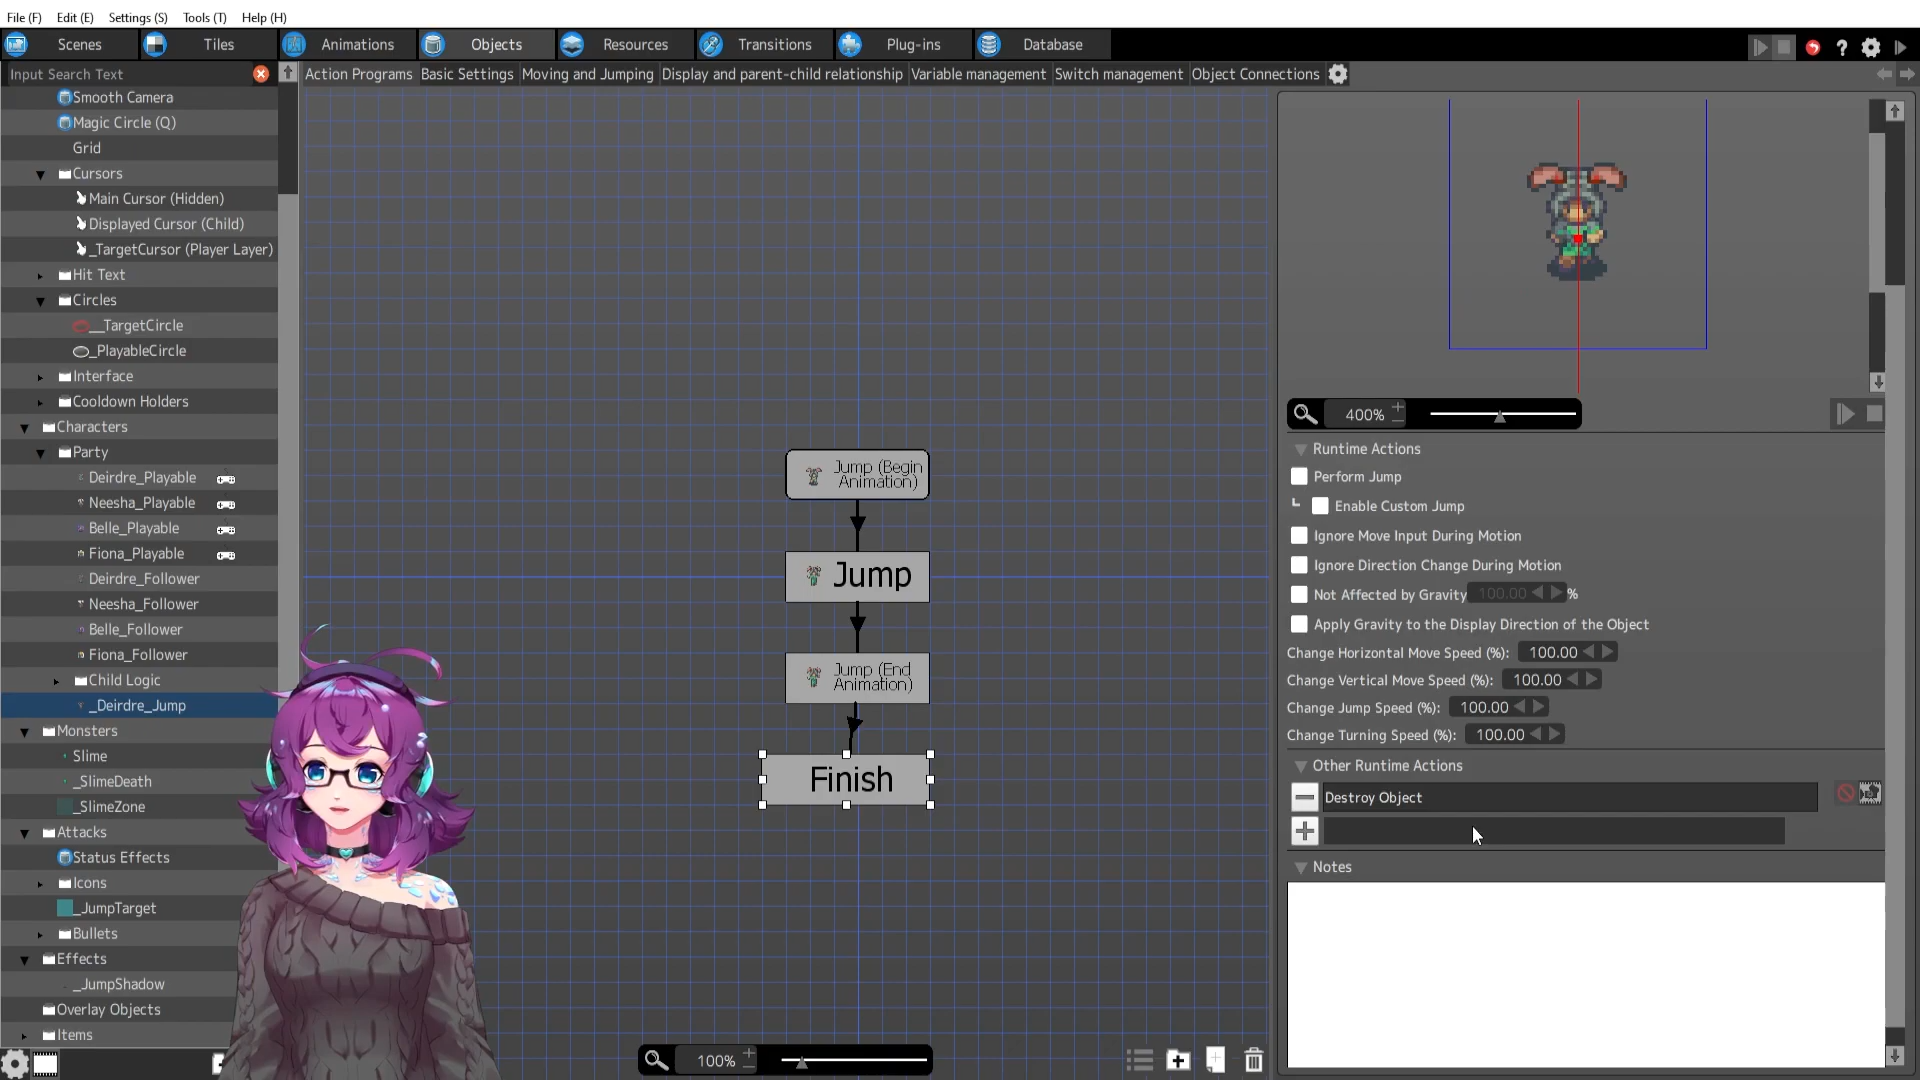 File (F) Edit (E) Settings (S) Tools (T) Help (H)
Scenes Tiles Animations Objects Resources Transitions Plug-ins Database
Input Search Text
Action Programs Basic Settings Moving and Jumping Display and parent-child relationship Variable management Switch management Object Connections
Smooth Camera
Magic Circle (Q)
Grid
Cursors
Main Cursor (Hidden)
Displayed Cursor (Child)
_TargetCursor (Player Layer)
Hit Text
Circles
__TargetCircle
_PlayableCircle
Interface
Cooldown Holders
Characters
Party
Deirdre_Playable
Neesha_Playable
Belle_Playable
Fiona_Playable
Deirdre_Follower
Neesha_Follower
Belle_Follower
Fiona_Follower
Child Logic
_Deirdre_Jump
Monsters
Slime
_SlimeDeath
_SlimeZone
Attacks
Status Effects
Icons
_JumpTarget
Bullets
Effects
_JumpShadow
Overlay Objects
Items
Jump (Begin
Animation)
Jump
Jump (End
Animation)
Finish
100%
400%
Runtime Actions
Perform Jump
Enable Custom Jump
Ignore Move Input During Motion
Ignore Direction Change During Motion
Not Affected by Gravity 100.00 %
Apply Gravity to the Display Direction of the Object
Change Horizontal Move Speed (%): 100.00
Change Vertical Move Speed (%): 100.00
Change Jump Speed (%): 100.00
Change Turning Speed (%): 100.00
Other Runtime Actions
Destroy Object
Notes